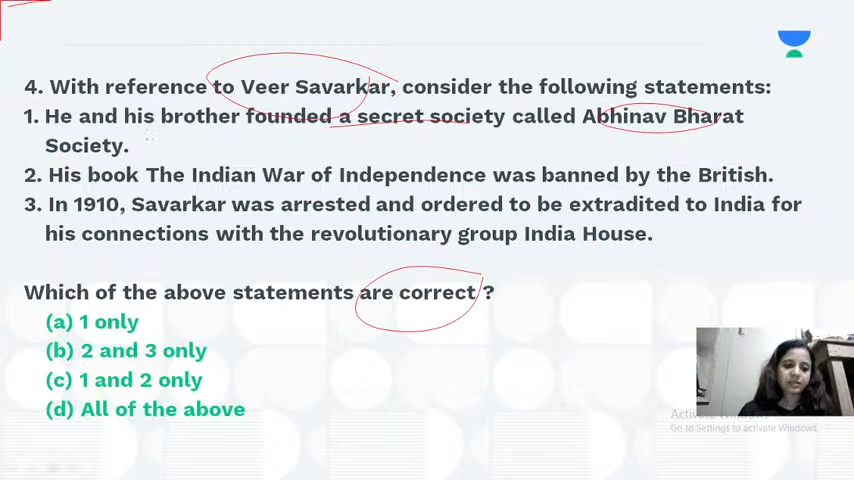 4. With reference to Veer Savarkar, consider the following statements:
1. He and his brother founded a secret society called Abhinav Bharat
Society.
2. His book The Indian War of Independence was banned by the British.
3. In 1910, Savarkar was arrested and ordered to be extradited to India for
his connections with the revolutionary group India House.
Which of the above statements are correct ?
(a) 1 only
(b) 2 and 3 only
(c) 1 and 2 only
(d) All of the above
Activate Windows
Go to Settings to activate Windows.